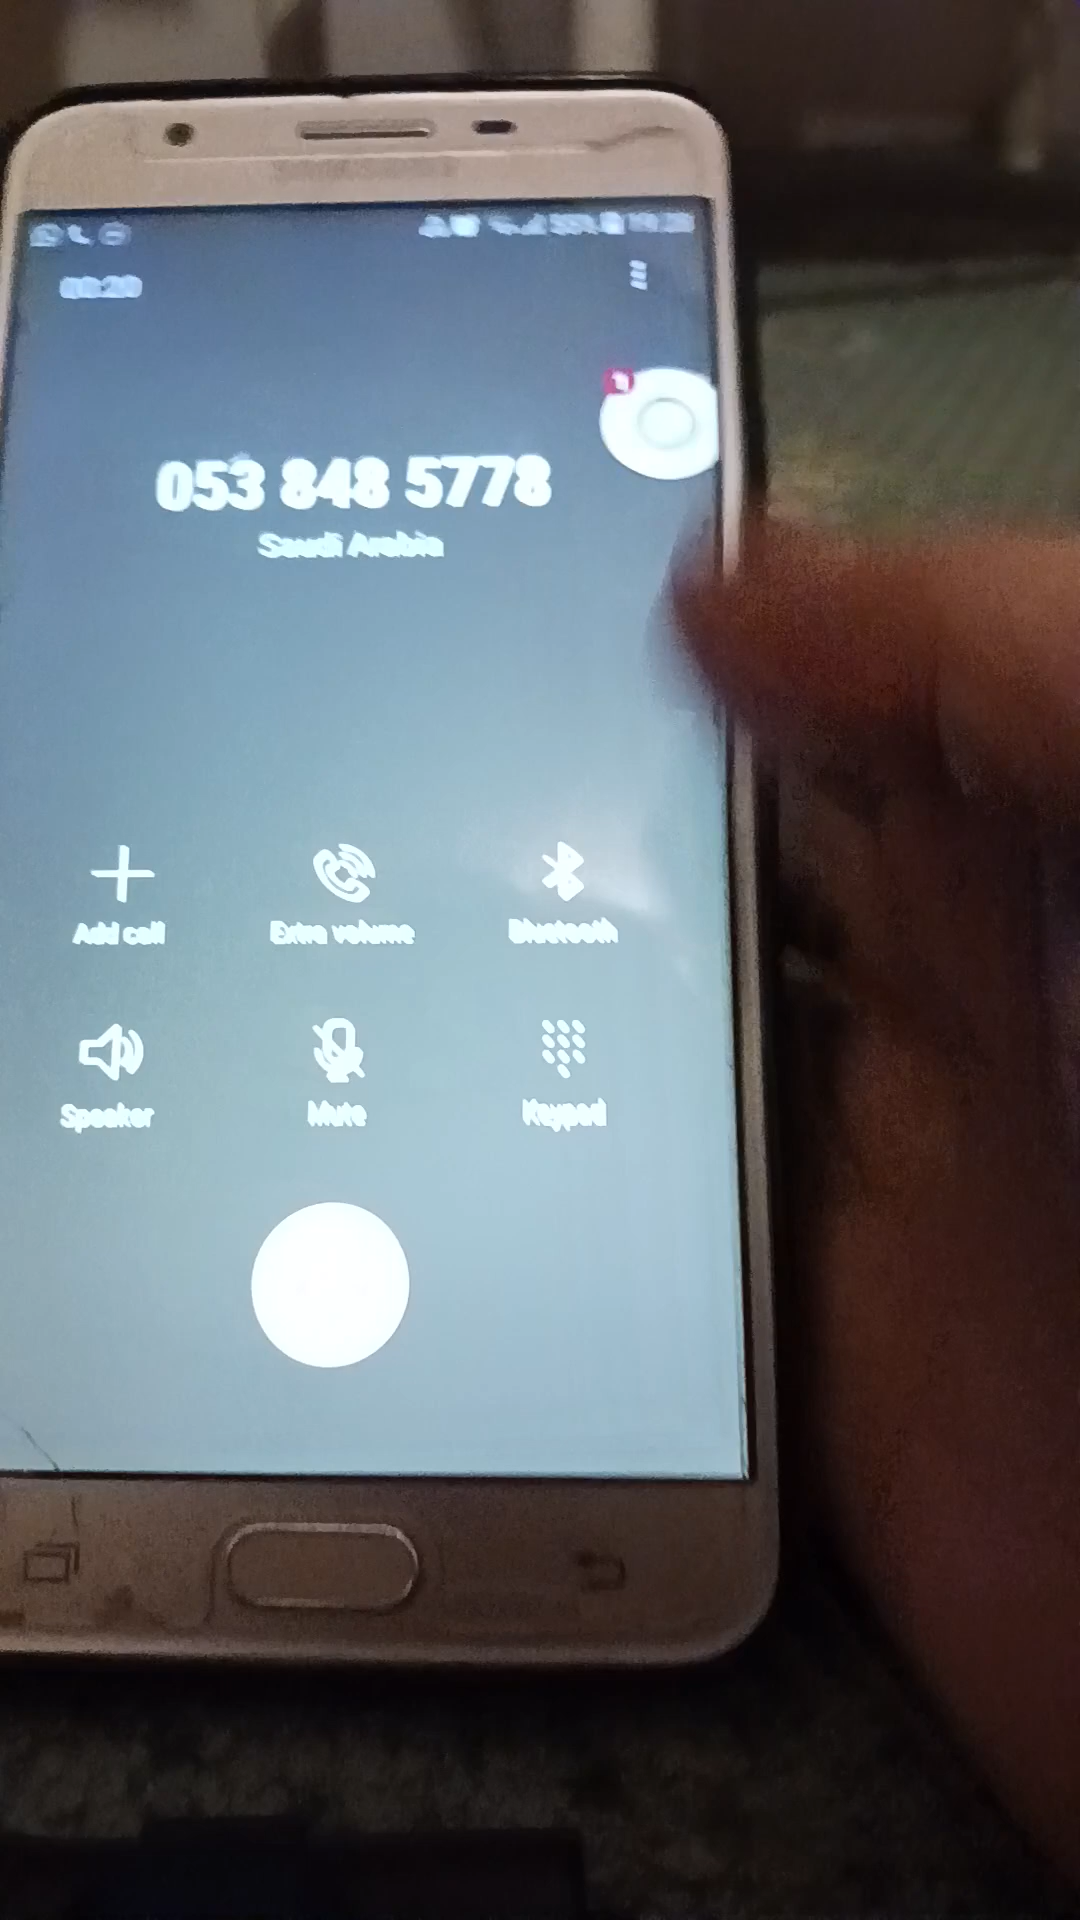 00:20
053 848 5778
Saudi Arabia
Add call
Extra volume
Bluetooth
Speaker
Mute
Keypad